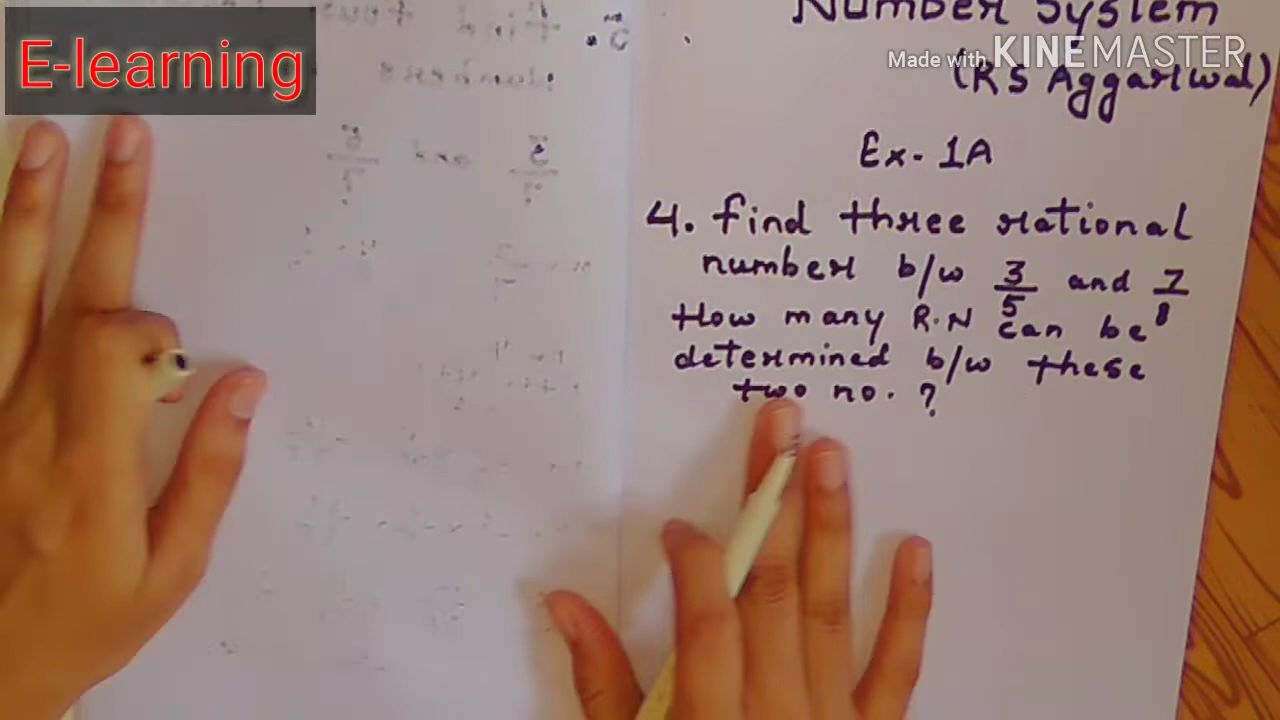 E-learning
Number System
Made with KINEMASTER
(RS Aggarwal)
Ex. 1A
4. find three rational
number b/w 3/5 and 7/8
How many R.N can be
determined b/w these
two no. ?